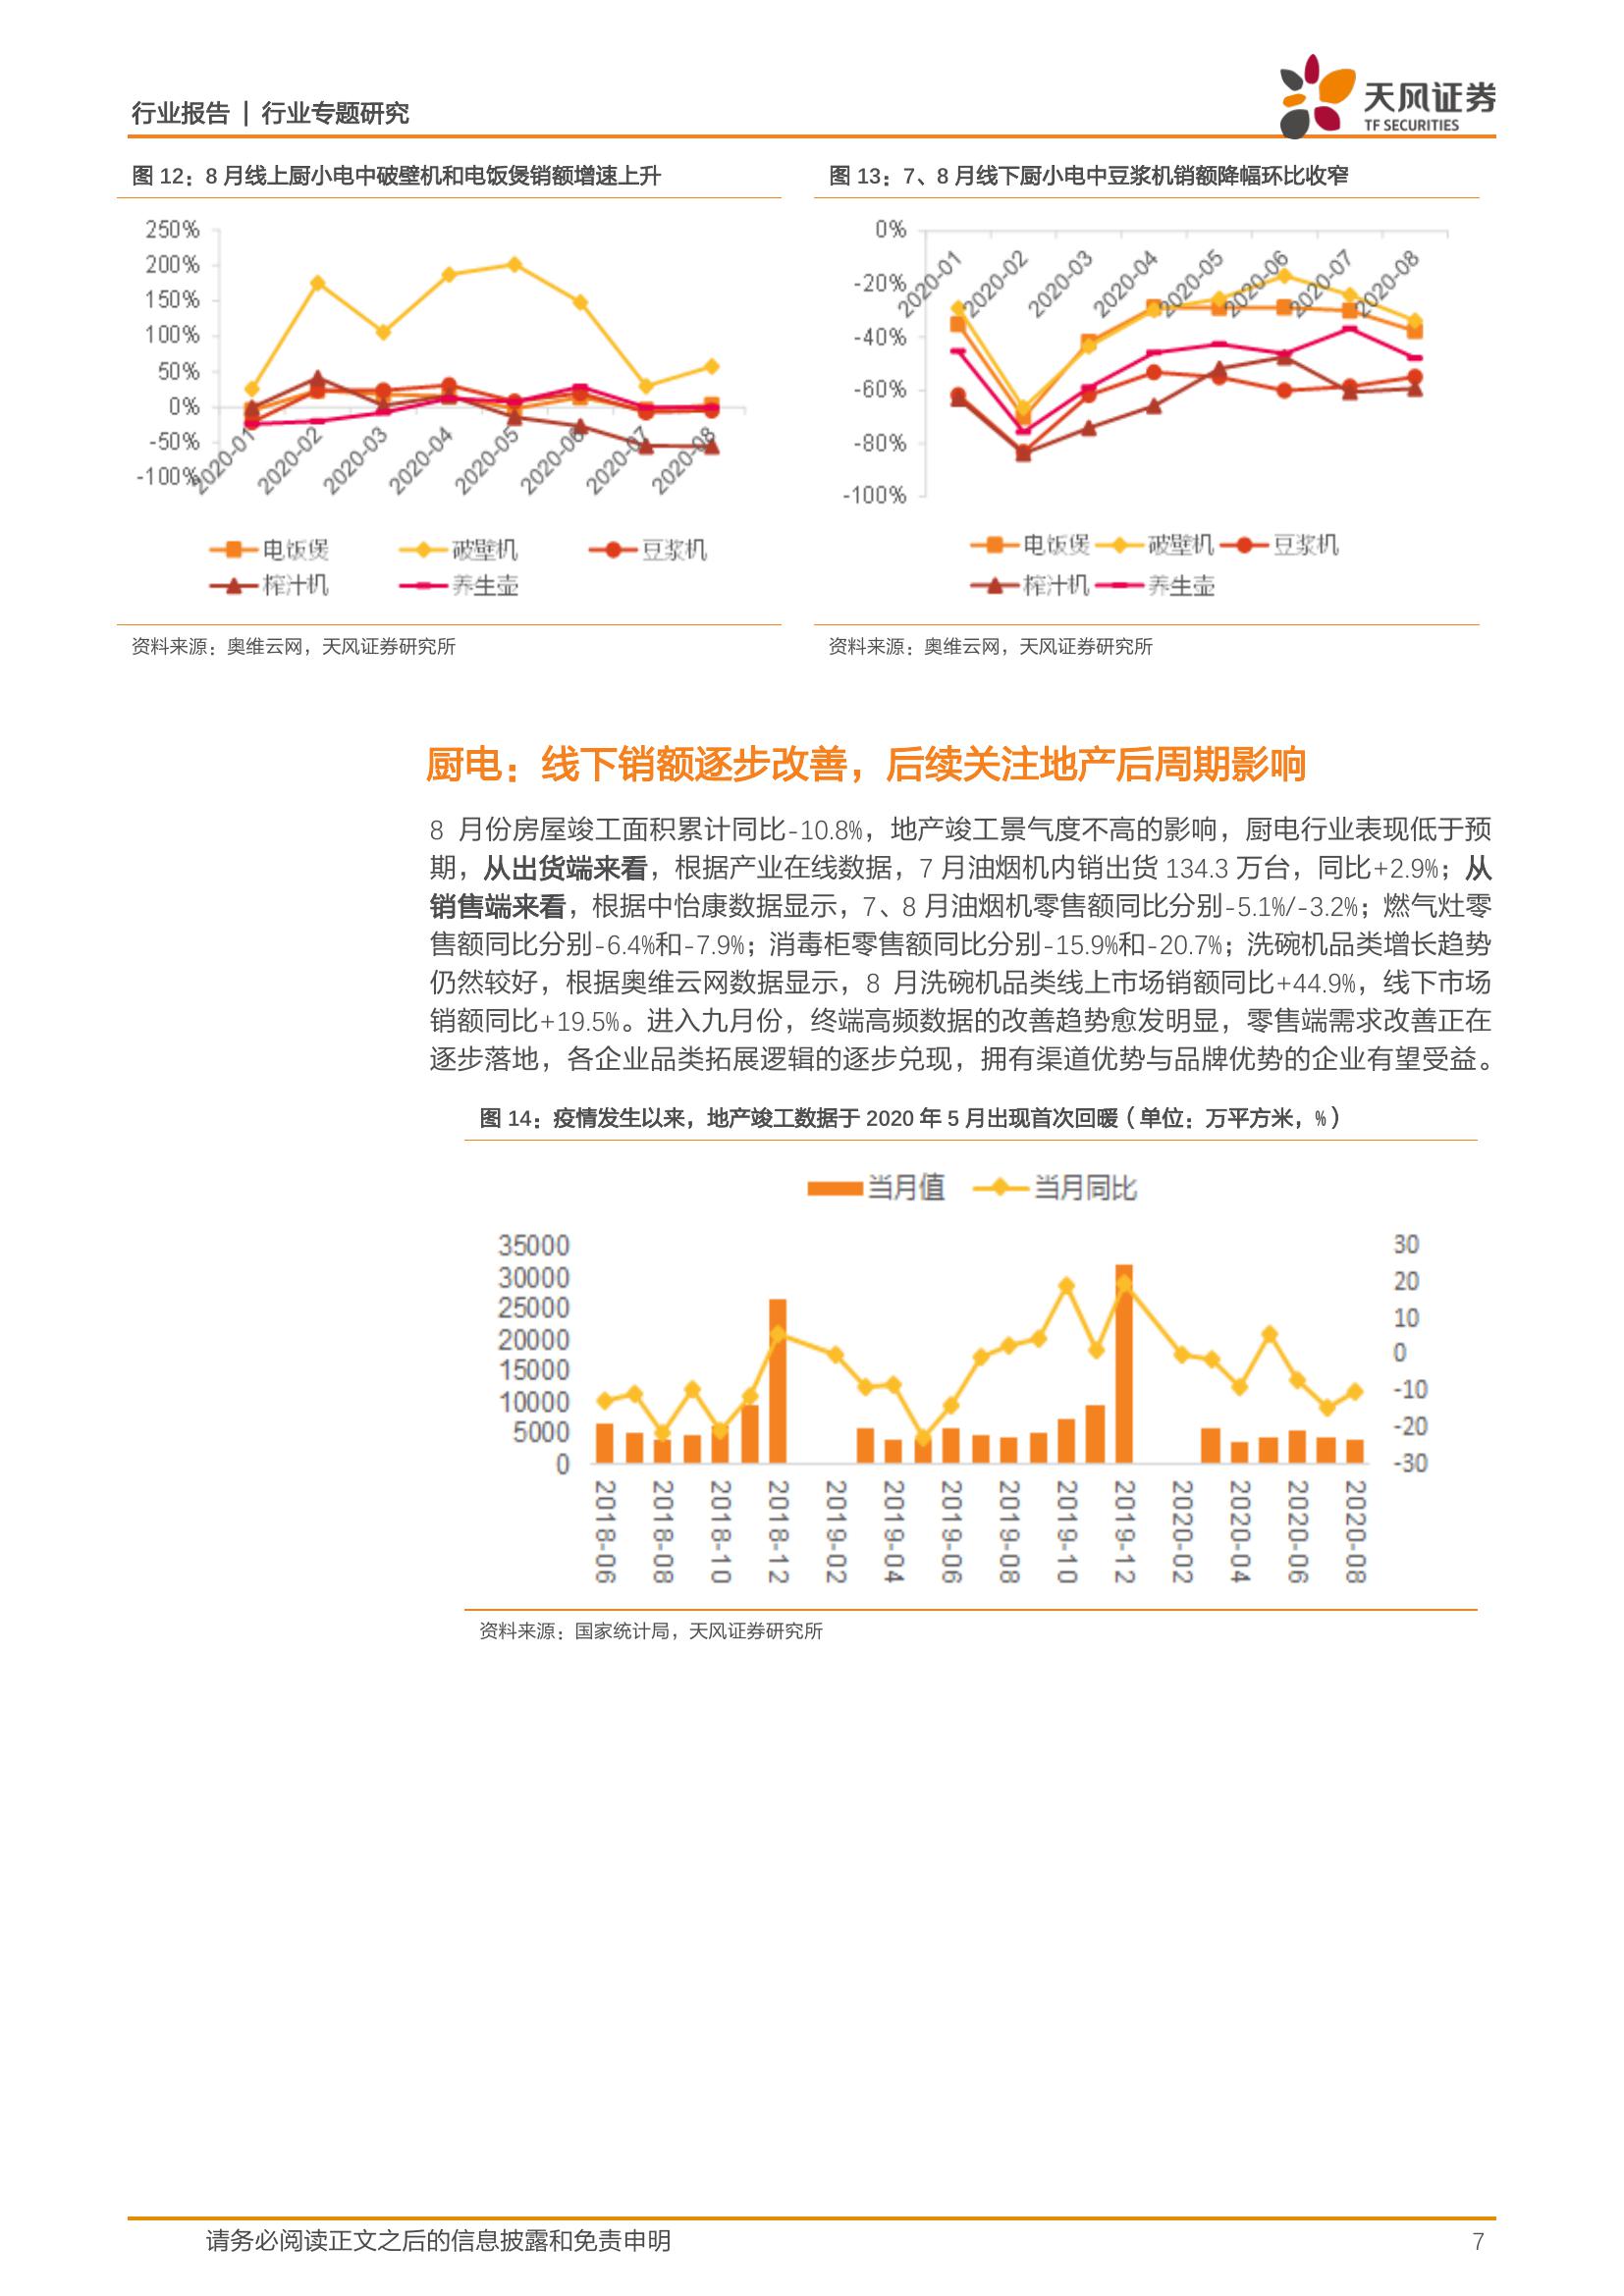 行业报告 | 行业专题研究
天风证券
TF SECURITIES
图 12：8 月线上厨小电中破壁机和电饭煲销额增速上升
250%
200%
150%
100%
50%
0%
-50%
-100%
2020-01
2020-02
2020-03
2020-04
2020-05
2020-06
2020-07
2020-08
电饭煲
破壁机
豆浆机
榨汁机
养生壶
资料来源：奥维云网，天风证券研究所
图 13：7、8 月线下厨小电中豆浆机销额降幅环比收窄
0%
-20%
-40%
-60%
-80%
-100%
2020-01
2020-02
2020-03
2020-04
2020-05
2020-06
2020-07
2020-08
电饭煲
破壁机
豆浆机
榨汁机
养生壶
资料来源：奥维云网，天风证券研究所
厨电：线下销额逐步改善，后续关注地产后周期影响
8 月份房屋竣工面积累计同比-10.8%，地产竣工景气度不高的影响，厨电行业表现低于预
期，从出货端来看，根据产业在线数据，7 月油烟机内销出货 134.3 万台，同比+2.9%；从
销售端来看，根据中怡康数据显示，7、8 月油烟机零售额同比分别-5.1%/-3.2%；燃气灶零
售额同比分别-6.4%和-7.9%；消毒柜零售额同比分别-15.9%和-20.7%；洗碗机品类增长趋势
仍然较好，根据奥维云网数据显示，8 月洗碗机品类线上市场销额同比+44.9%，线下市场
销额同比+19.5%。进入九月份，终端高频数据的改善趋势愈发明显，零售端需求改善正在
逐步落地，各企业品类拓展逻辑的逐步兑现，拥有渠道优势与品牌优势的企业有望受益。
图 14：疫情发生以来，地产竣工数据于 2020 年 5 月出现首次回暖（单位：万平方米，%）
当月值
当月同比
35000
30000
25000
20000
15000
10000
5000
0
30
20
10
0
-10
-20
-30
2018-06
2018-08
2018-10
2018-12
2019-02
2019-04
2019-06
2019-08
2019-10
2019-12
2020-02
2020-04
2020-06
2020-08
资料来源：国家统计局，天风证券研究所
请务必阅读正文之后的信息披露和免责申明
7